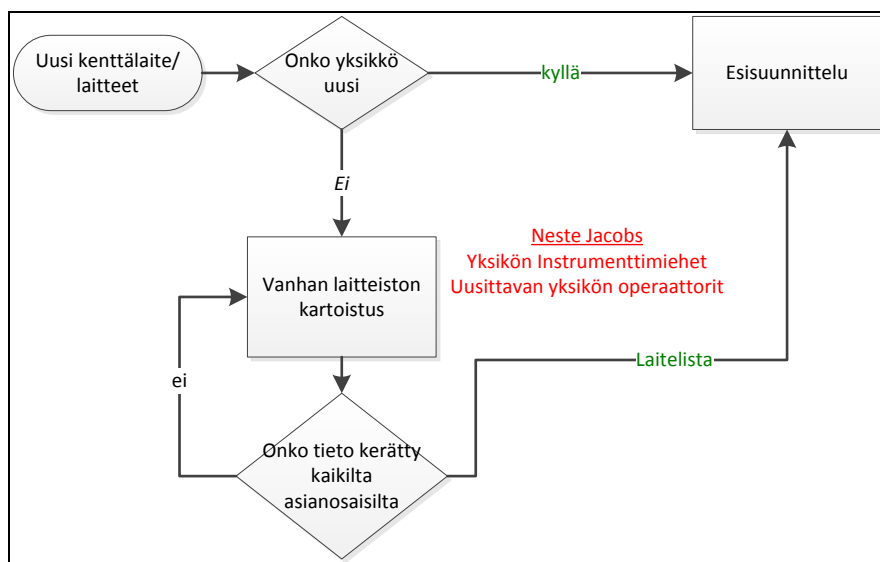 Uusi kenttälaite/
laitteet
Onko yksikkö
uusi
kyllä
Esisuunnittelu
Ei
Neste Jacobs
Yksikön Instrumenttimiehet
Uusittavan yksikön operaattorit
Vanhan laitteiston
kartoistus
Laitelista
ei
Onko tieto kerätty
kaikilta
asianosaisilta